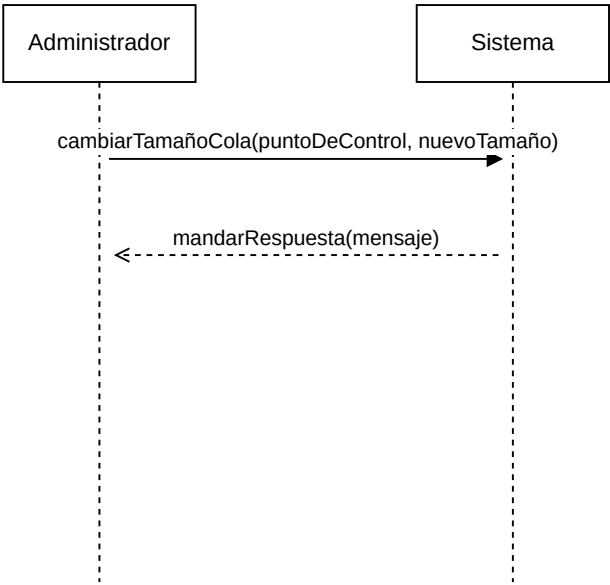 Administrador
Sistema
cambiarTamañoCola(puntoDeControl, nuevoTamaño)
mandarRespuesta(mensaje)